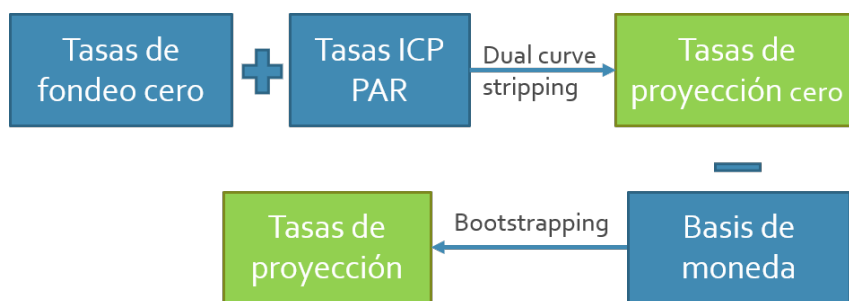 Tasas de
fondeo cero
Tasas ICP
PAR
Dual curve
stripping
Tasas de
proyección cero
Tasas de
proyección
Bootstrapping
Basis de
moneda